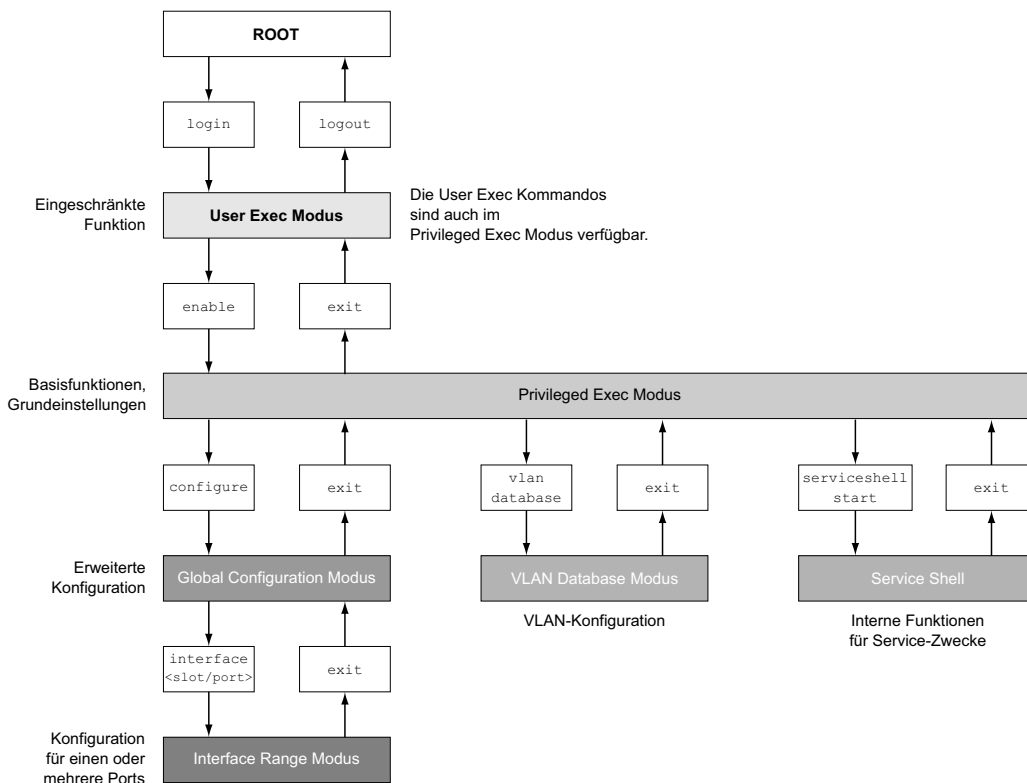 ROOT
login
logout
Eingeschränkte
Funktion
User Exec Modus
Die User Exec Kommandos
sind auch im
Privileged Exec Modus verfügbar.
enable
exit
Basisfunktionen,
Grundeinstellungen
Privileged Exec Modus
configure
exit
vlan
database
exit
serviceshell
start
exit
Erweiterte
Konfiguration
Global Configuration Modus
VLAN Database Modus
Service Shell
VLAN-Konfiguration
Interne Funktionen
für Service-Zwecke
interface
<slot/port>
exit
Konfiguration
für einen oder
mehrere Ports
Interface Range Modus